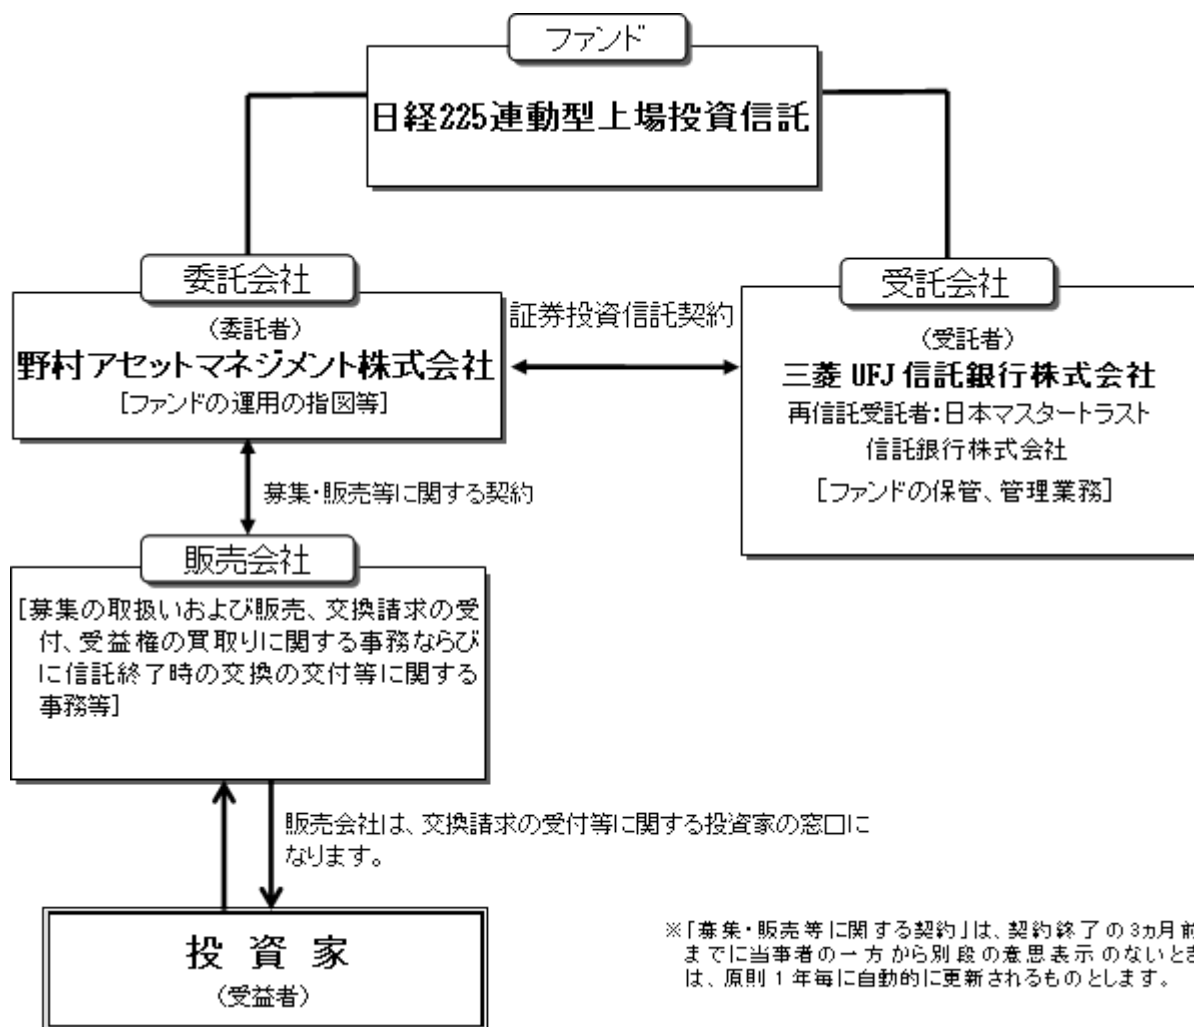 ファンド
日経225連動型上場投資信託
委託会社
(委託者)
野村アセットマネジメント株式会社
[ファンドの運用の指図等]
証券投資信託契約
受託会社
(受託者)
三菱UFJ信託銀行株式会社
再信託受託者:日本マスタートラスト
信託銀行株式会社
[ファンドの保管、管理業務]
募集・販売等に関する契約
販売会社
[募集の取扱いおよび販売、交換請求の受
付、受益権の買取りに関する事務ならび
に信託終了時の交換の交付等に関する
事務等]
販売会社は、交換請求の受付等に関する投資家の窓口に
なります。
投資家
(受益者)
※「募集・販売等に関する契約」は、契約終了の3ヵ月前
までに当事者の一方から別段の意思表示のないとき
は、原則1年毎に自動的に更新されるものとします。